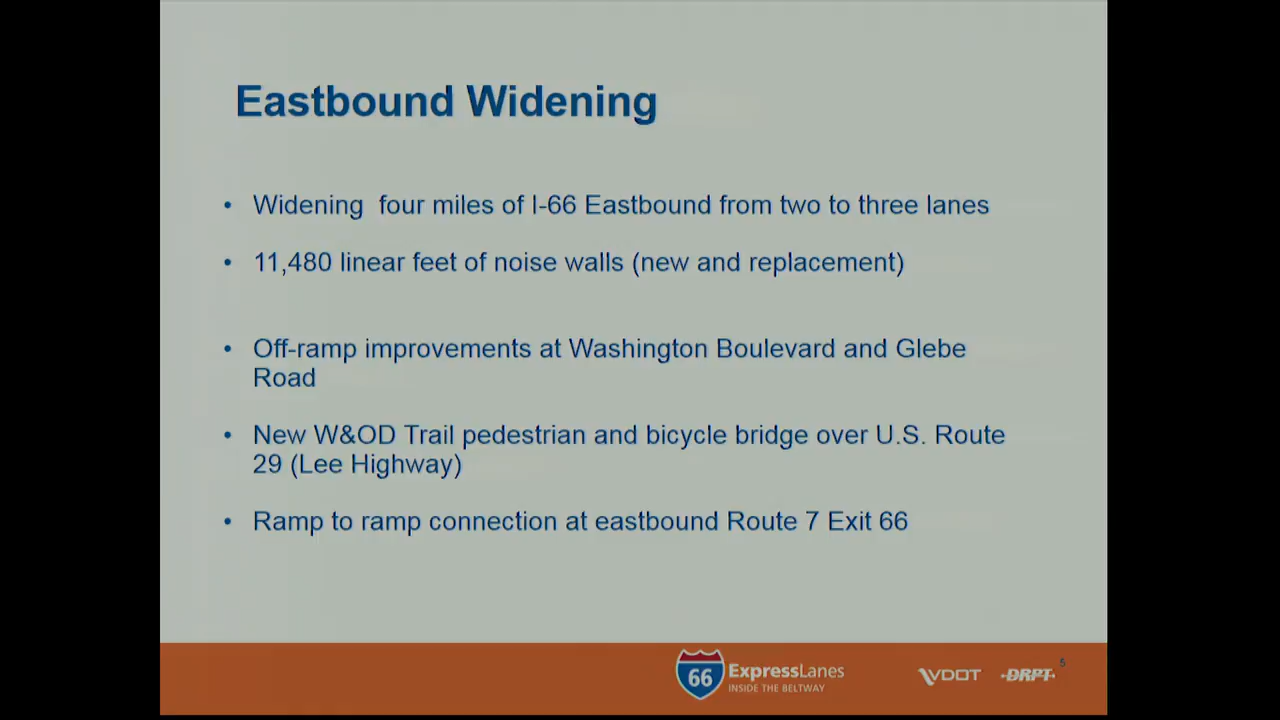 Eastbound Widening
• Widening four miles of I-66 Eastbound from two to three lanes
• 11,480 linear feet of noise walls (new and replacement)
• Off-ramp improvements at Washington Boulevard and Glebe
Road
• New W&OD Trail pedestrian and bicycle bridge over U.S. Route
29 (Lee Highway)
• Ramp to ramp connection at eastbound Route 7 Exit 66
66 ExpressLanes
INSIDE THE BELTWAY
VDOT
DRPT
5